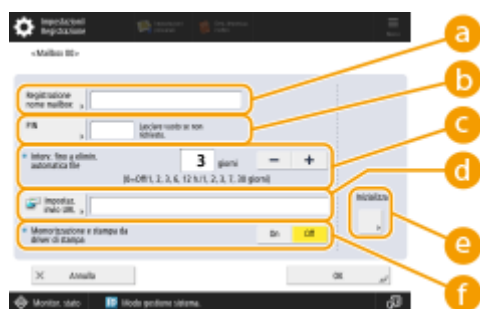 Impostazioni/
Registrazione
Menu
<Mailbox 00>
Registrazione
nome mailbox
PIN
Lasciare vuoto se non
richiesto.
Interv. fino a elimin.
automatica file
3 giorni - +
(0=Off/1, 2, 3, 6, 12 h/1, 2, 3, 7, 30 giorni)
Impostaz.
invio URL
Inizializza
Memorizzazione e stampa da
driver di stampa
On Off
Annulla
OK
Monitor. stato
Modo gestione sistema.
a
b
c
d
e
f